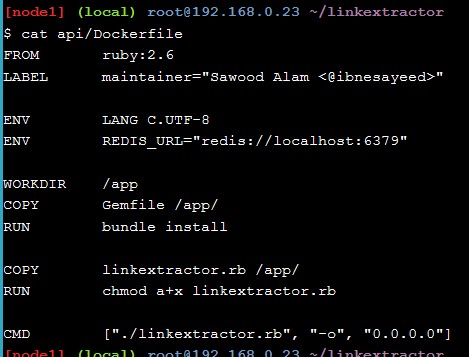 [node1] (local) root@192.168.0.23 ~/linkextractor
$ cat api/Dockerfile
FROM ruby:2.6
LABEL maintainer="Sawood Alam <@ibnesayeed>"
ENV LANG C.UTF-8
ENV REDIS_URL="redis://localhost:6379"
WORKDIR /app
COPY Gemfile /app/
RUN bundle install
COPY linkextractor.rb /app/
RUN chmod a+x linkextractor.rb
CMD ["./linkextractor.rb", "-o", "0.0.0.0"]
[node1] (local) root@192.168.0.23 ~/linkextractor